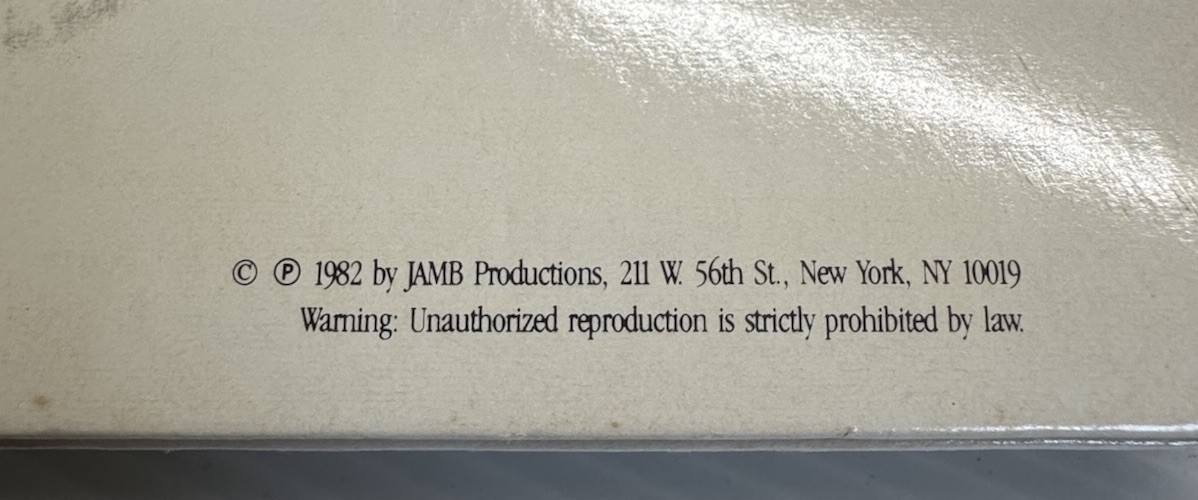 © ℗ 1982 by JAMB Productions, 211 W. 56th St., New York, NY 10019
Warning: Unauthorized reproduction is strictly prohibited by law.